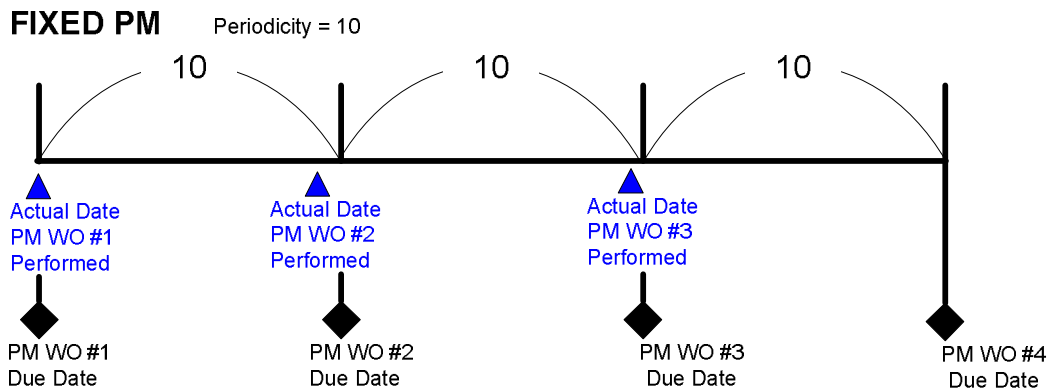 FIXED PM
Periodicity = 10
10
10
10
Actual Date
PM WO #1
Performed
Actual Date
PM WO #2
Performed
Actual Date
PM WO #3
Performed
PM WO #1
Due Date
PM WO #2
Due Date
PM WO #3
Due Date
PM WO #4
Due Date